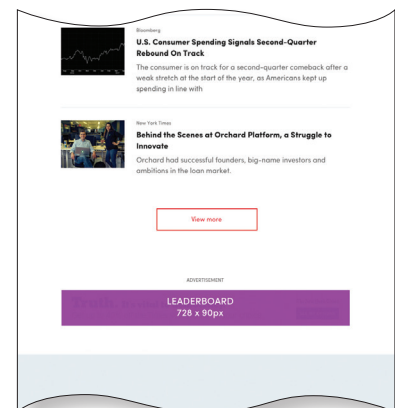 Bloomberg
U.S. Consumer Spending Signals Second-Quarter
Rebound On Track
The consumer is on track for a second-quarter comeback after a
weak stretch at the start of the year, as Americans kept up
spending in line with
New York Times
Behind the Scenes at Orchard Platform, a Struggle to
Innovate
Orchard had successful founders, big-name investors and
ambitions in the loan market.
View more
ADVERTISEMENT
LEADERBOARD
728 x 90px